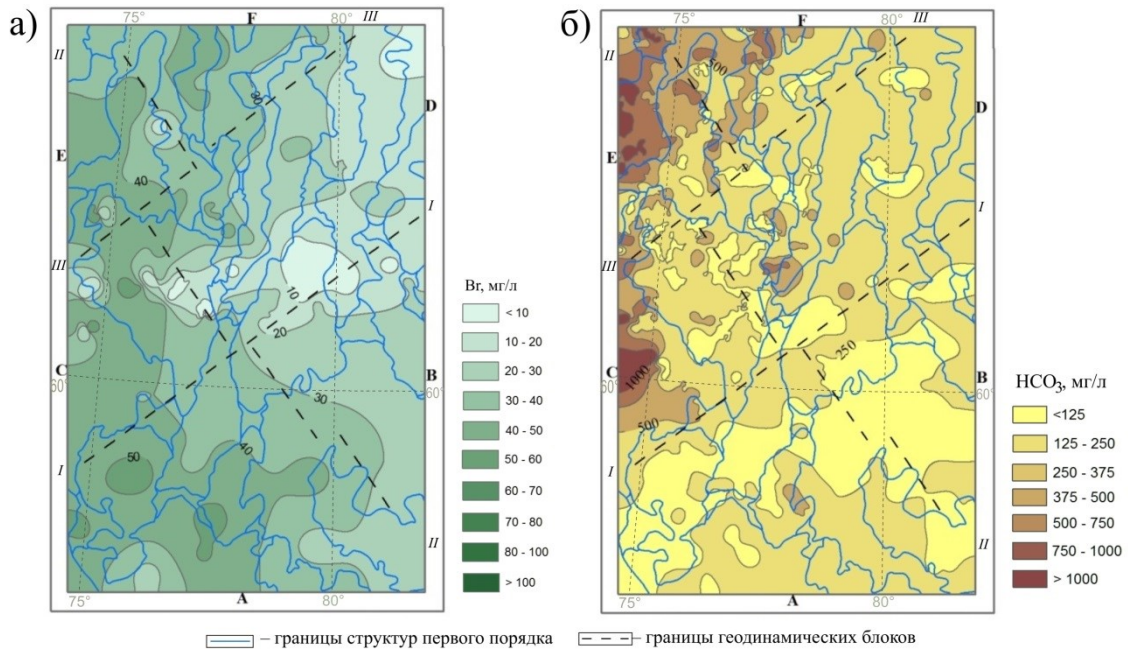 а)
75°
F
80°
III
II
30
D
E
40
I
III
10
20
C
B
60°
60°
30
40
50
I
II
75°
A
80°
Br, мг/л
< 10
10 - 20
20 - 30
30 - 40
40 - 50
50 - 60
60 - 70
70 - 80
80 - 100
> 100
б)
75°
F
80°
III
II
500
D
E
I
III
250
C
1000
B
60°
60°
500
I
II
75°
A
80°
HCO₃, мг/л
<125
125 - 250
250 - 375
375 - 500
500 - 750
750 - 1000
> 1000
– границы структур первого порядка
– границы геодинамических блоков